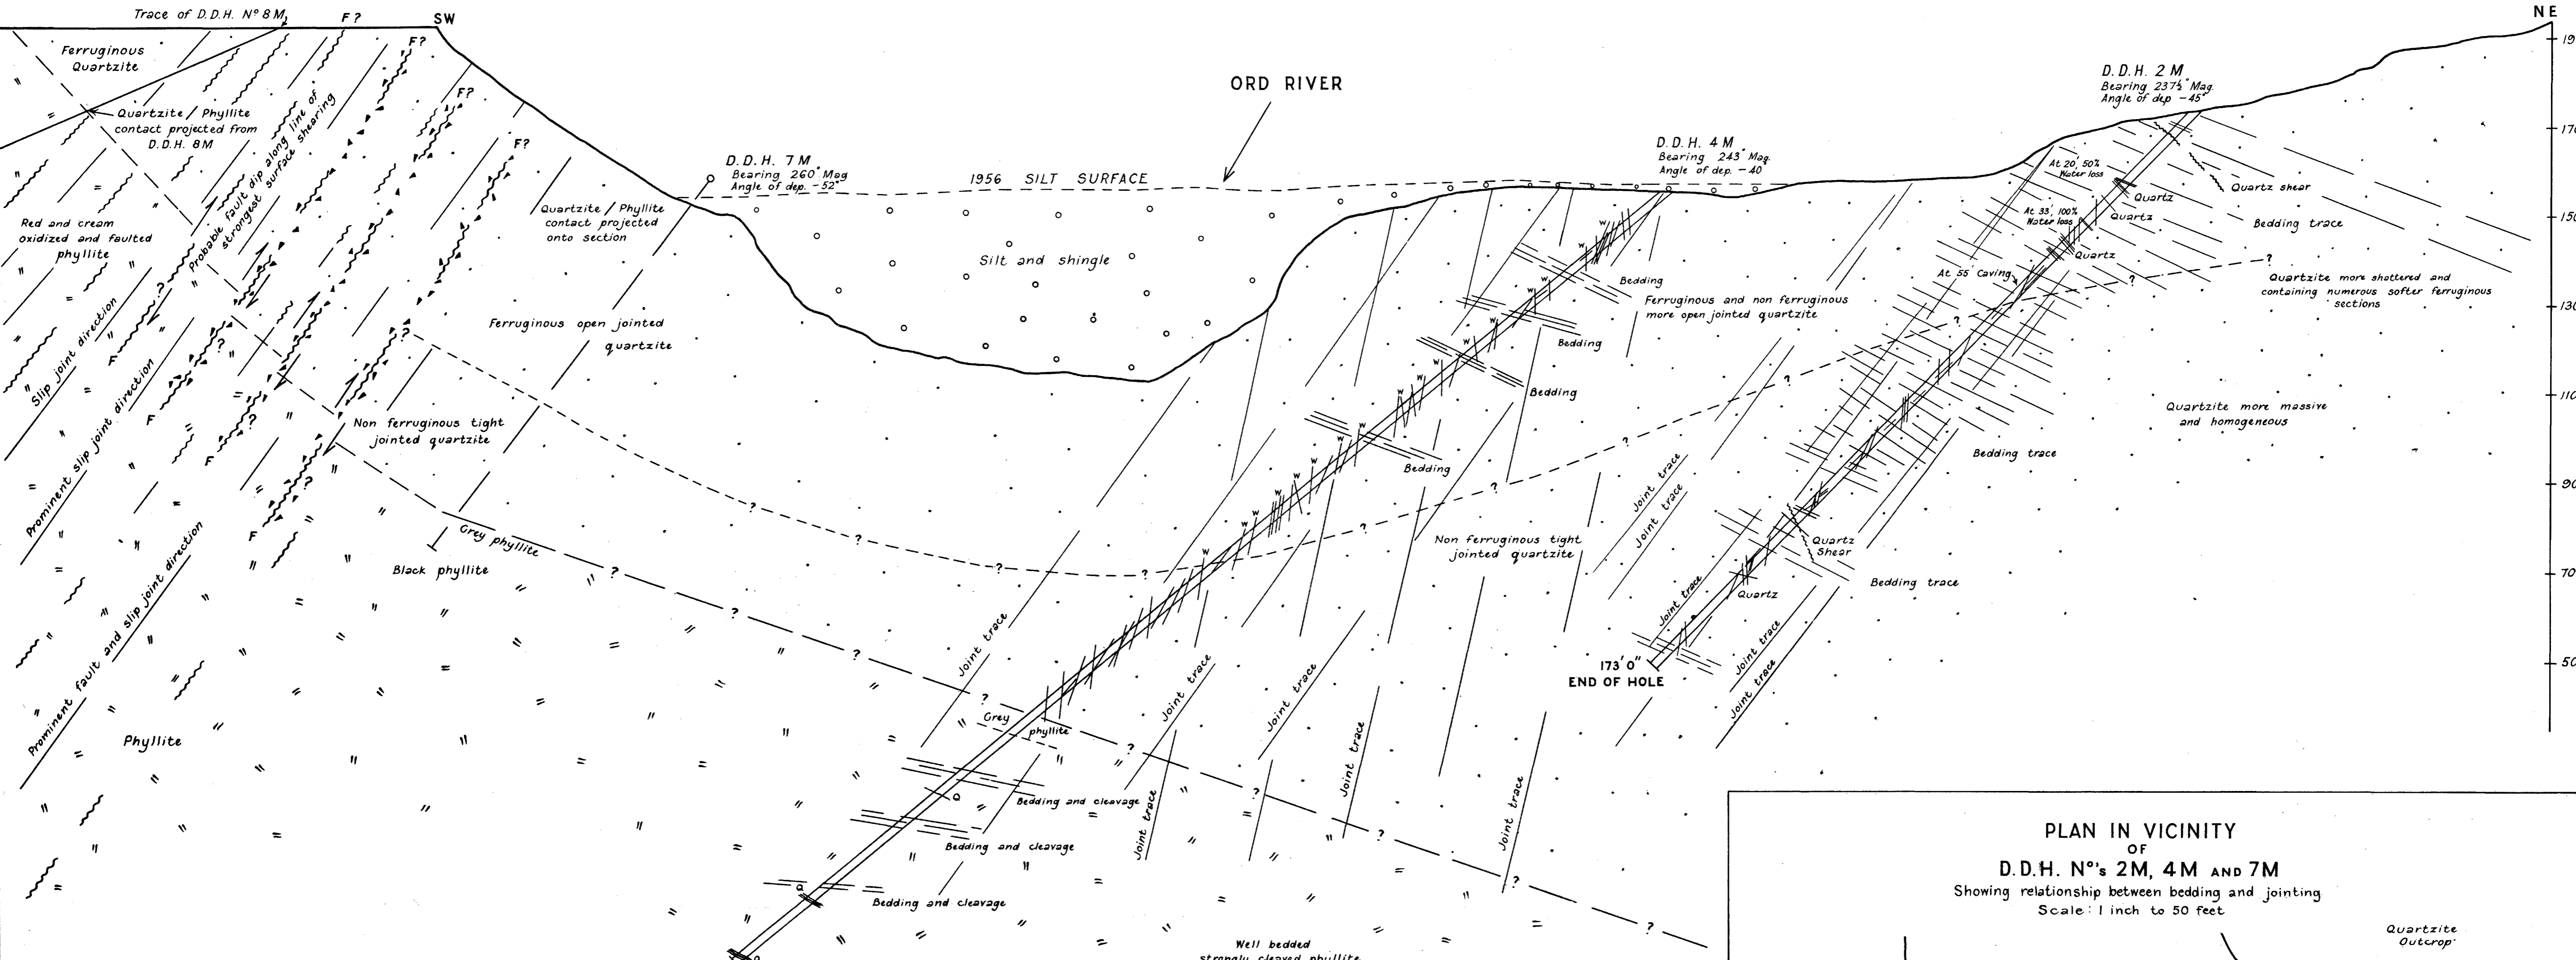 Trace of D.D.H. Nº 8M
F?
SW
NE
F?
Ferruginous
Quartzite
F?
F?
Quartzite / Phyllite
contact projected from
D.D.H. 8M
Probable fault dip along line of
strongest surface shearing
Red and cream
oxidized and faulted
phyllite
Slip joint direction
Prominent slip joint direction
Prominent fault and slip joint direction
?
?
?
?
?
F
F
F
F
Phyllite
D.D.H. 7M
Bearing 260° Mag
Angle of dep. -52°
Quartzite / Phyllite
contact projected
onto section
Ferruginous open jointed
quartzite
Non ferruginous tight
jointed quartzite
Grey phyllite
Black phyllite
1956 SILT SURFACE
ORD RIVER
Silt and shingle
D.D.H. 4M
Bearing 243° Mag.
Angle of dep. -40°
Bedding
Ferruginous and non ferruginous
more open jointed quartzite
Bedding
Bedding
Bedding
Non ferruginous tight
jointed quartzite
Joint trace
Joint trace
Joint trace
Joint trace
Joint trace
Joint trace
Grey
phyllite
Bedding and cleavage
Bedding and cleavage
Bedding and cleavage
Q
Q
Well bedded
strongly cleaved phyllite
D.D.H. 2M
Bearing 237½° Mag.
Angle of dep -45°
At 20' 50%
Water loss
At 33', 100%
Water loss
At 55' Caving
Quartz shear
Quartz
Quartz
Quartz
Bedding trace
Quartzite more shattered and
containing numerous softer ferruginous
sections
Quartzite more massive
and homogeneous
Bedding trace
Joint trace
Joint trace
Quartz
Shear
Bedding trace
Quartz
Joint trace
Joint trace
Joint trace
173'0"
END OF HOLE
19
170
150
130
110
90
70
50
PLAN IN VICINITY
OF
D.D.H. Nº's 2M, 4M AND 7M
Showing relationship between bedding and jointing
Scale: 1 inch to 50 feet
Quartzite
Outcrop